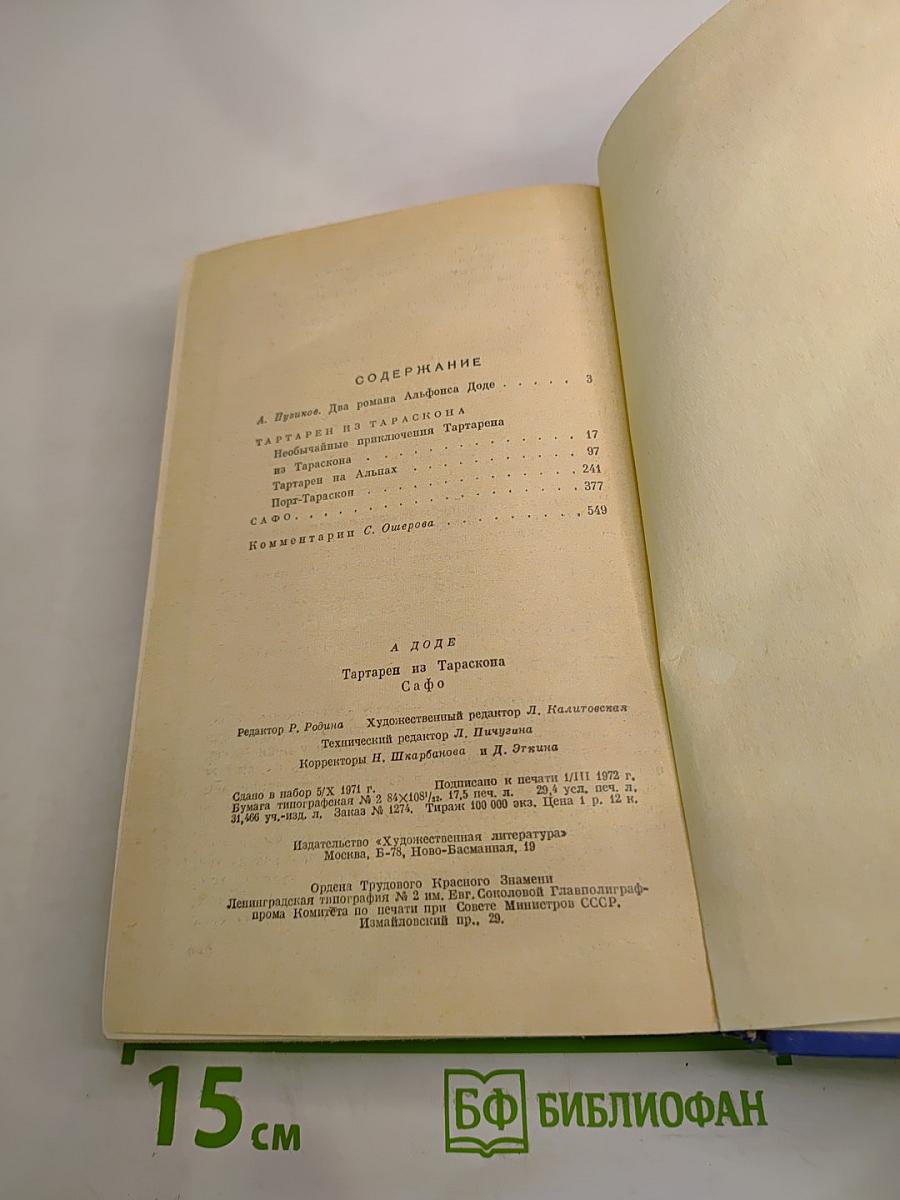 СОДЕРЖАНИЕ
А. Пузиков. Два романа Альфонса Доде . . . . . 3
ТАРТАРЕН ИЗ ТАРАСКОНА
Необычайные приключения Тартарена
из Тараскона . . . . . . . . . . . 17
Тартарен на Альпах . . . . . . . . . 97
Порт-Тараскон . . . . . . . . . . . 241
САФО. . . . . . . . . . . . . . . 377
Комментарии С. Ошерова . . . . . . . . 549
А ДОДЕ
Тартарен из Тараскона
Сафо
Редактор Р. Родина Художественный редактор Л. Калитовская
Технический редактор Л. Пичугина
Корректоры Н. Шкарбанова и Д. Эткина
Сдано в набор 5/X 1971 г. Подписано к печати 1/III 1972 г.
Бумага типографская № 2 84×108¹/₃₂. 17,5 печ. л. 29,4 усл. печ. л.
31,466 уч.-изд. л. Заказ № 1274. Тираж 100 000 экз. Цена 1 р. 12 к.
Издательство «Художественная литература»
Москва, Б-78, Ново-Басманная, 19
Ордена Трудового Красного Знамени
Ленинградская типография № 2 им. Евг. Соколовой Главполиграф-
прома Комитета по печати при Совете Министров СССР.
Измайловский пр., 29.
15 см
БФ БИБЛИОФАН